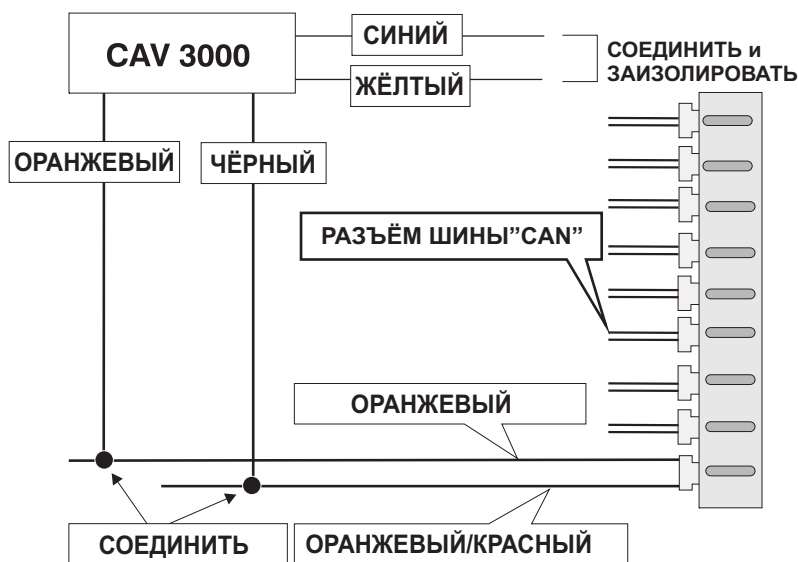 CAV 3000
СИНИЙ
ЖЁЛТЫЙ
СОЕДИНИТЬ и
ЗАИЗОЛИРОВАТЬ
ОРАНЖЕВЫЙ
ЧЁРНЫЙ
РАЗЪЁМ ШИНЫ”CAN”
ОРАНЖЕВЫЙ
СОЕДИНИТЬ
ОРАНЖЕВЫЙ/КРАСНЫЙ